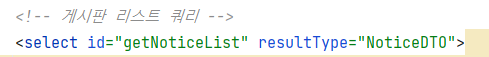 <!-- 게시판 리스트 쿼리 -->
<select id="getNoticeList" resultType="NoticeDTO">